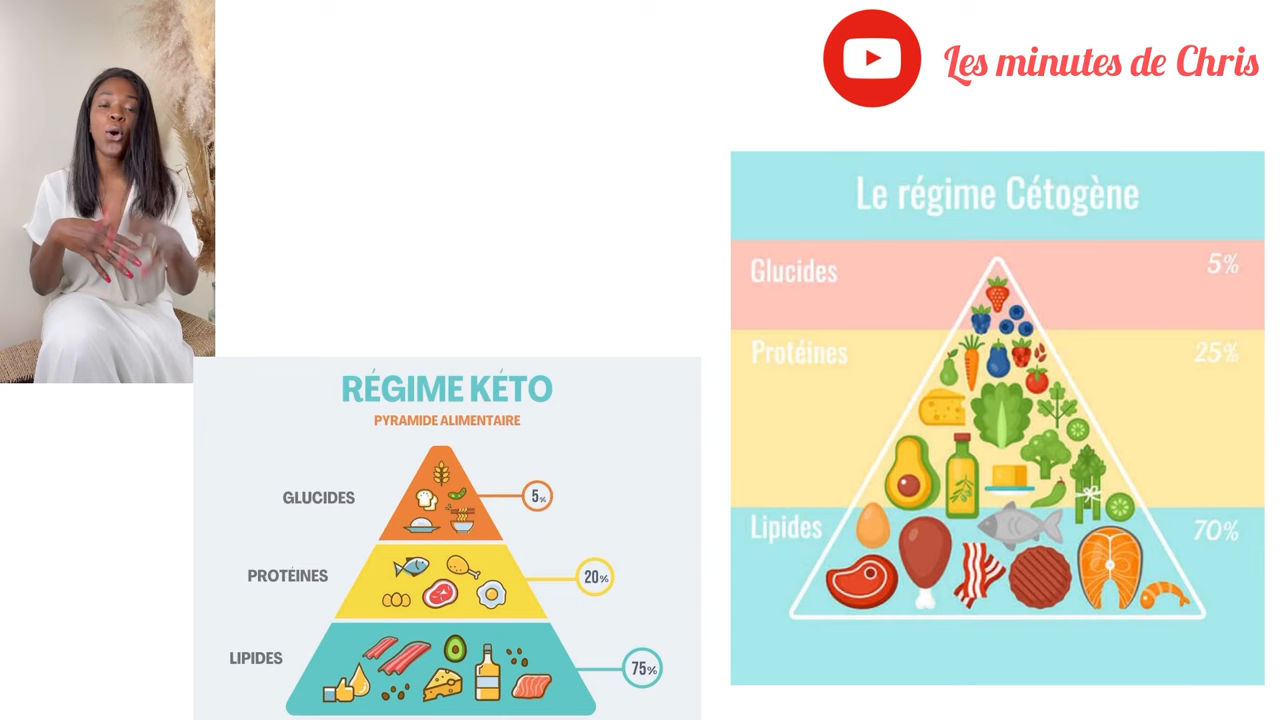 Les minutes de Chris
Le régime Cétogène
Glucides 5%
Protéines 25%
Lipides 70%
RÉGIME KÉTO
PYRAMIDE ALIMENTAIRE
GLUCIDES 5%
PROTÉINES 20%
LIPIDES 75%